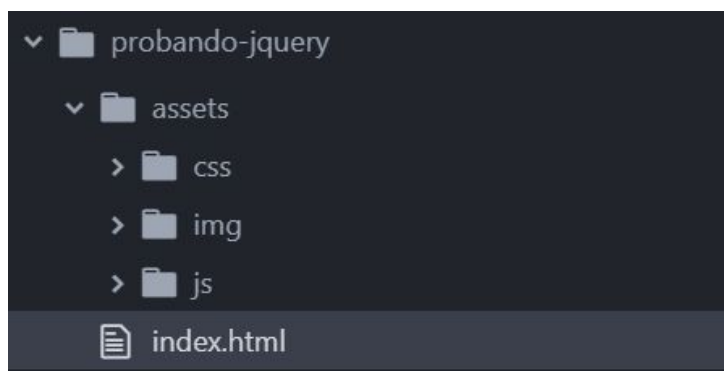 probando-jquery
assets
css
img
js
index.html